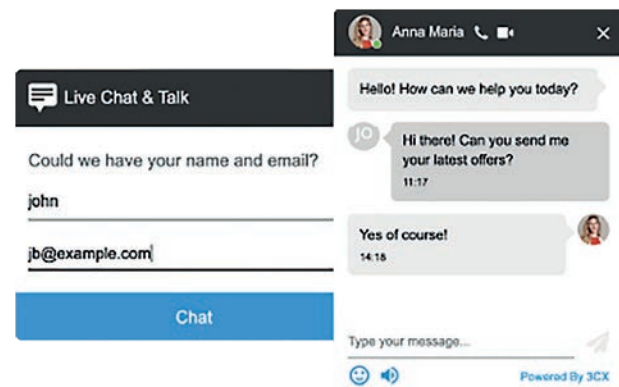 Live Chat & Talk
Could we have your name and email?
john
jb@example.com
Chat
Anna Maria
Hello! How can we help you today?
JO
Hi there! Can you send me
your latest offers?
11:17
Yes of course!
14:18
Type your message...
Powered By 3CX